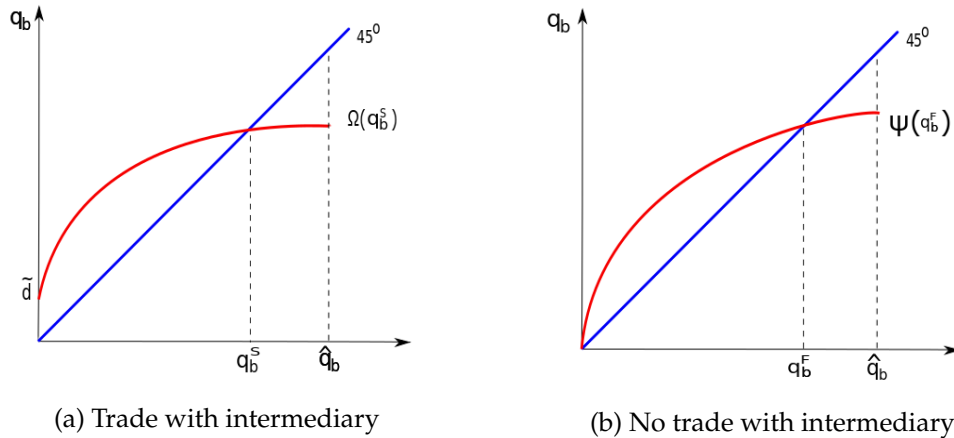 q_b
45⁰
Ω(q_b^S)
d̃
q_b^S
q̂_b
(a) Trade with intermediary
q_b
45⁰
Ψ(q_b^F)
q_b^F
q̂_b
(b) No trade with intermediary